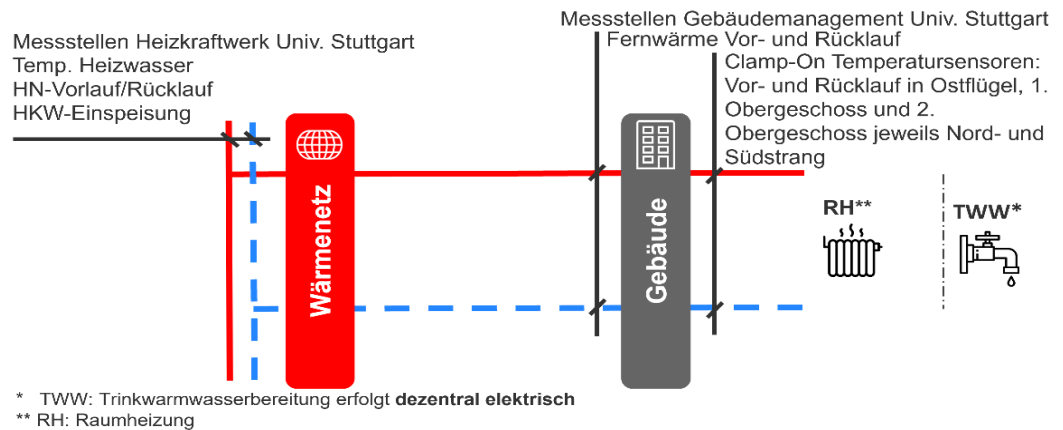 Messstellen Gebäudemanagement Univ. Stuttgart
Messstellen Heizkraftwerk Univ. Stuttgart
Temp. Heizwasser
HN-Vorlauf/Rücklauf
HKW-Einspeisung
Fernwärme Vor- und Rücklauf
Clamp-On Temperatursensoren:
Vor- und Rücklauf in Ostflügel, 1.
Obergeschoss und 2.
Obergeschoss jeweils Nord- und
Südstrang
Wärmenetz
Gebäude
RH**
TWW*
* TWW: Trinkwarmwasserbereitung erfolgt dezentral elektrisch
** RH: Raumheizung